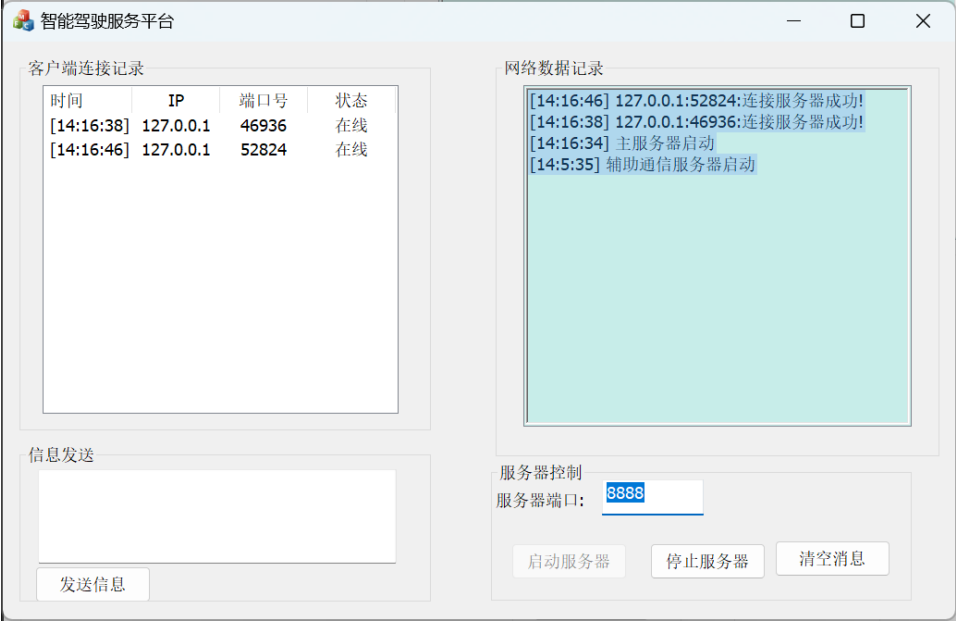 智能驾驶服务平台
客户端连接记录
时间 IP 端口号 状态
[14:16:38] 127.0.0.1 46936 在线
[14:16:46] 127.0.0.1 52824 在线
网络数据记录
[14:16:46] 127.0.0.1:52824:连接服务器成功!
[14:16:38] 127.0.0.1:46936:连接服务器成功!
[14:16:34] 主服务器启动
[14:5:35] 辅助通信服务器启动
信息发送
发送信息
服务器控制
服务器端口: 8888
启动服务器 停止服务器 清空消息